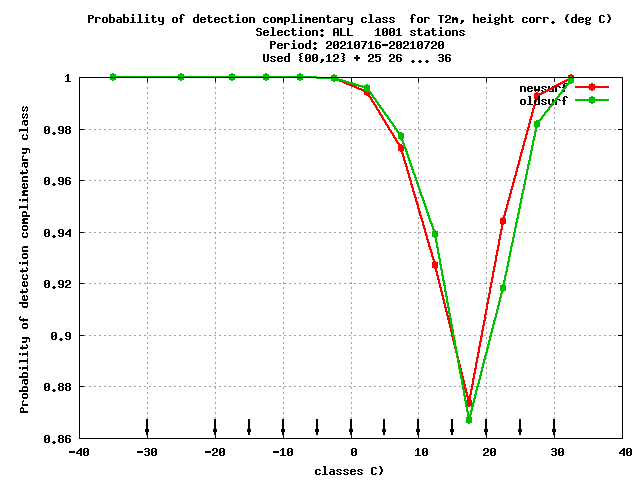 Probability of detection complimentary class  for T2m, height corr. (deg C)
Selection: ALL   1001 stations
Period: 20210716-20210720
Used {00,12} + 25 26 ... 36
newsurf
oldsurf
Probability of detection complimentary class
1
0,98
0,96
0,94
0,92
0,9
0,88
0,86
-40 -30 -20 -10 0 10 20 30 40
classes C)